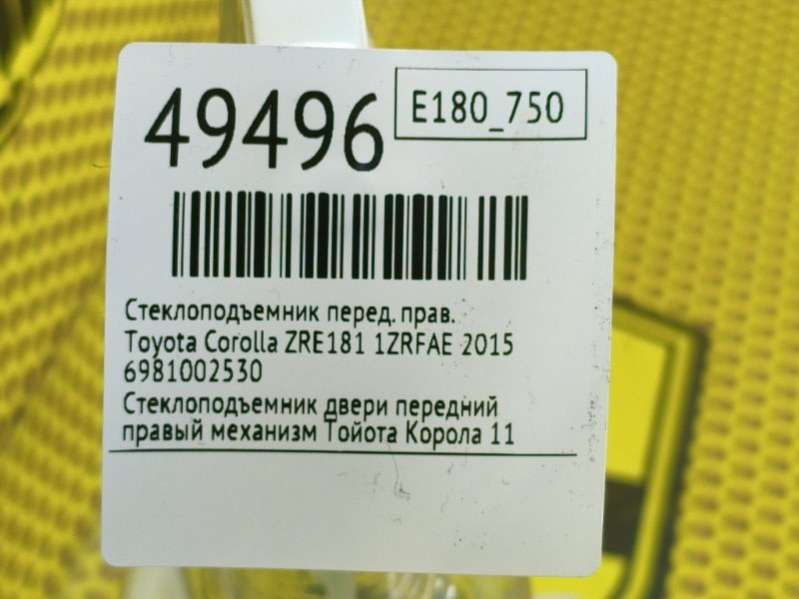 49496
E180_750
Стеклоподъемник перед. прав.
Toyota Corolla ZRE181 1ZRFAE 2015
6981002530
Стеклоподъемник двери передний
правый механизм Тойота Корола 11